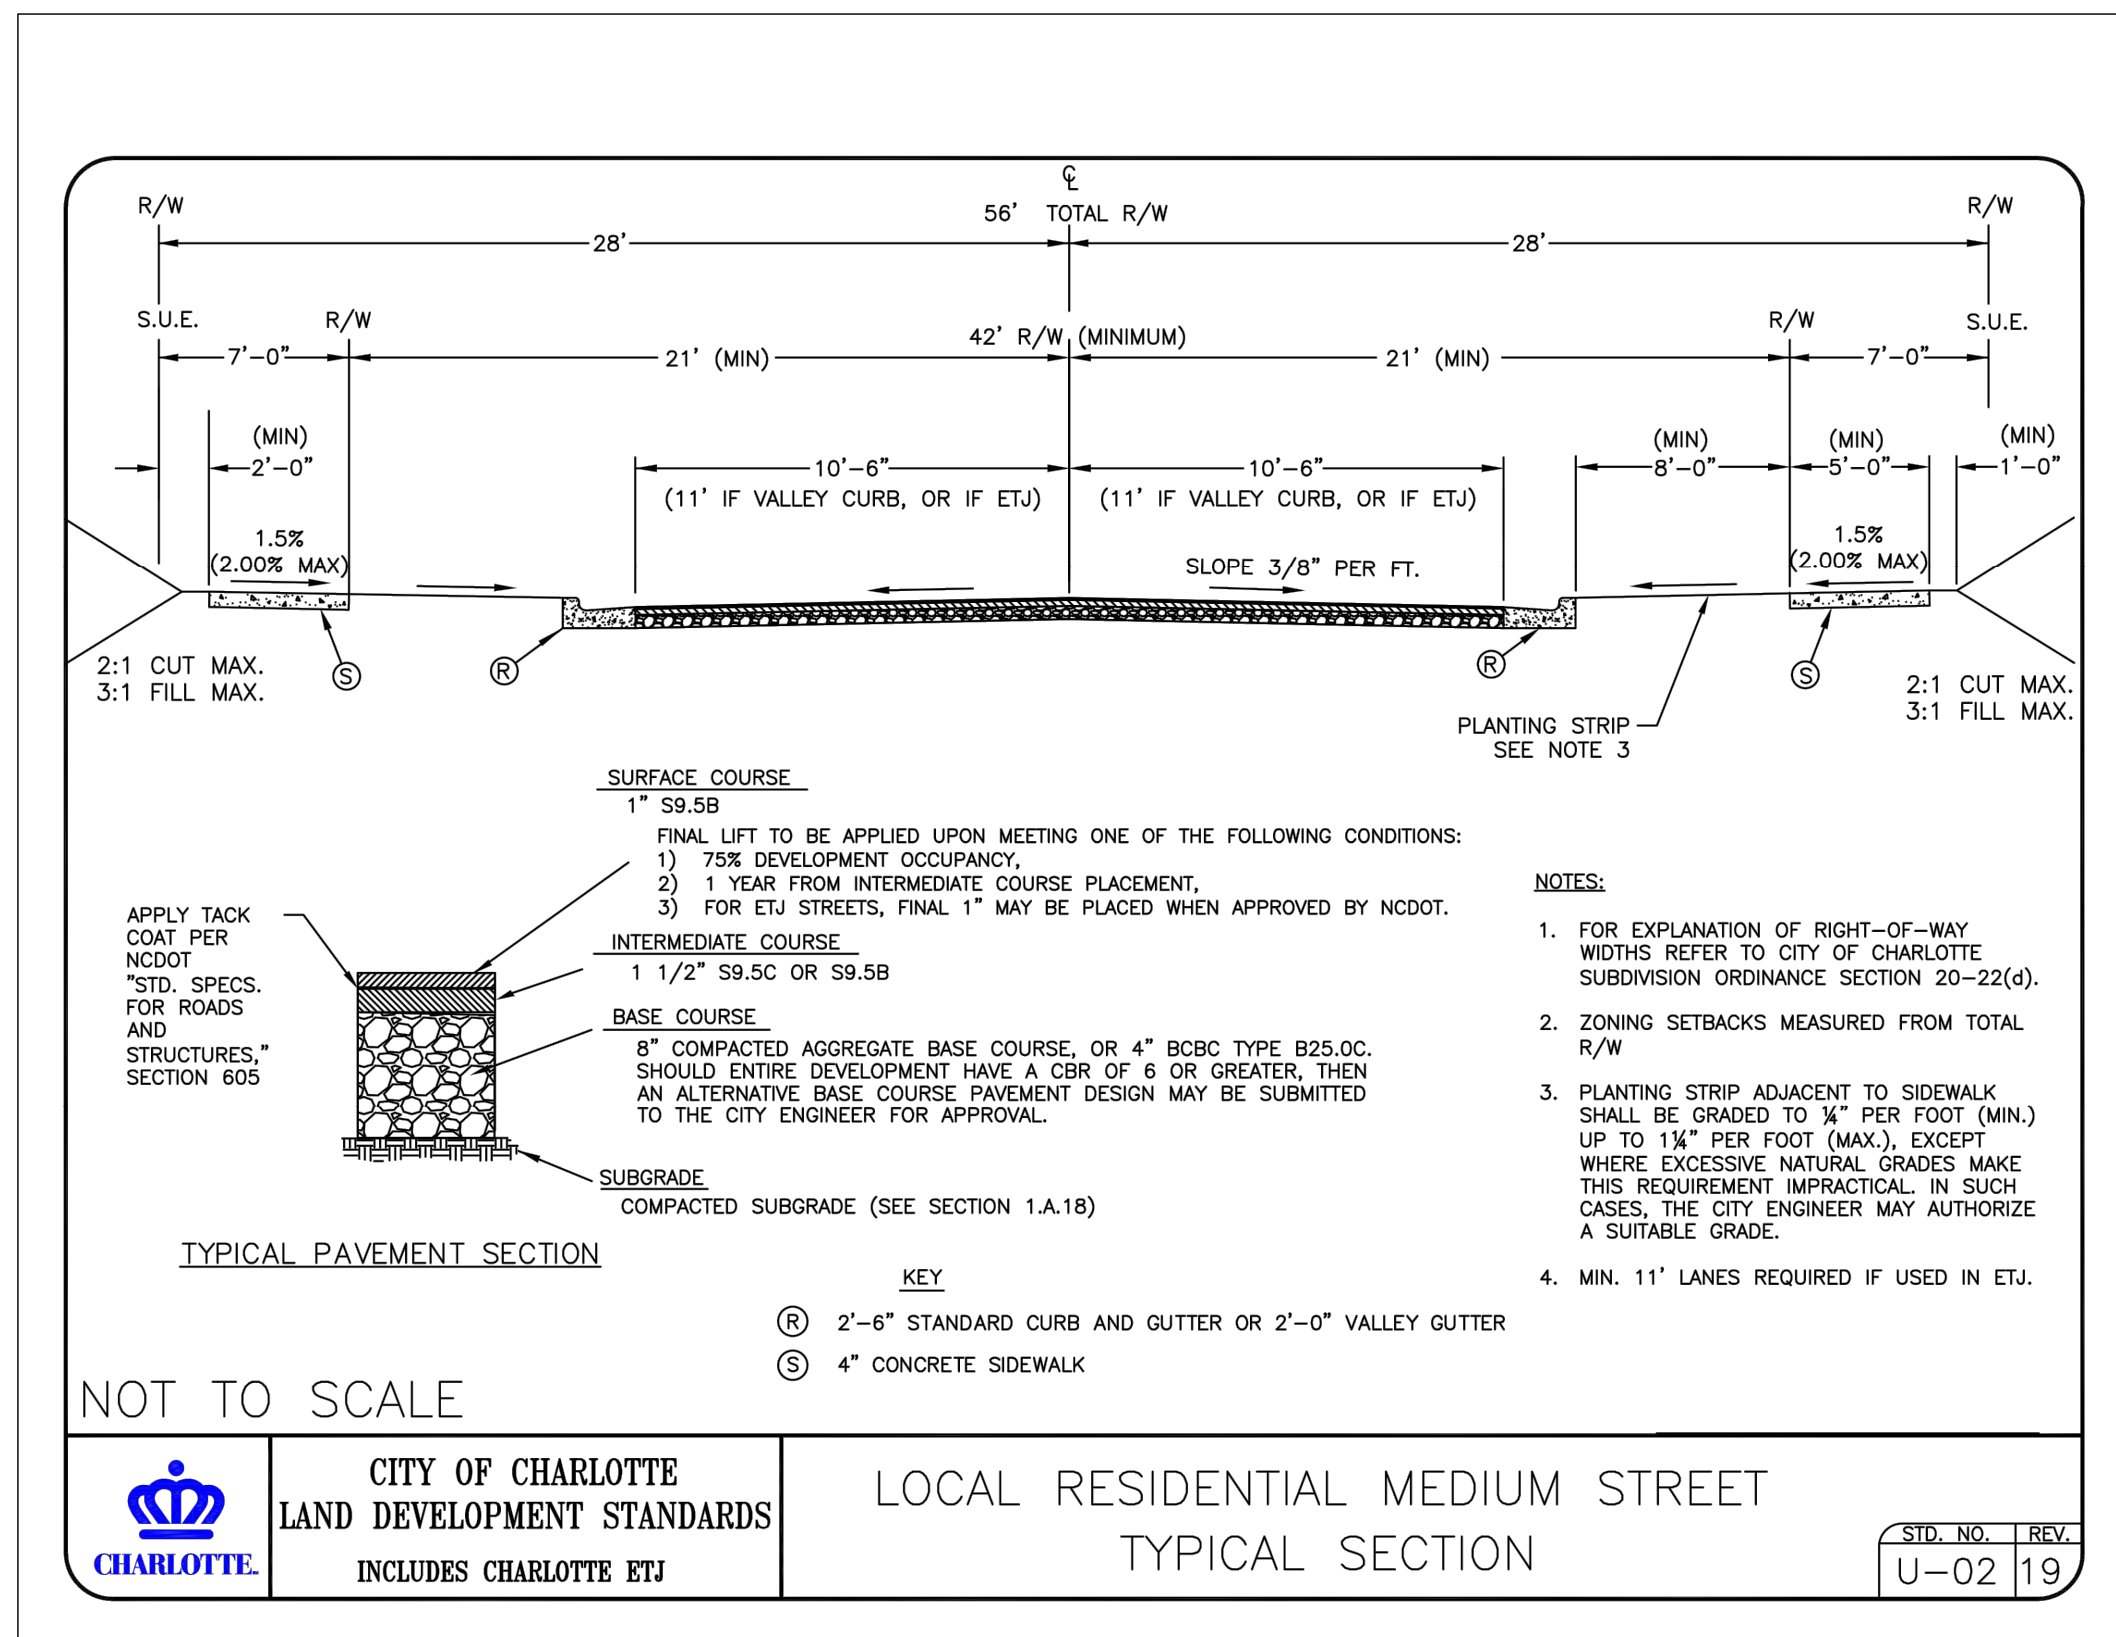 ℄
R/W
56' TOTAL R/W
R/W
28'
28'
S.U.E.
R/W
42' R/W (MINIMUM)
R/W
S.U.E.
7'-0"
21' (MIN)
21' (MIN)
7'-0"
(MIN)
2'-0"
10'-6"
(11' IF VALLEY CURB, OR IF ETJ)
10'-6"
(11' IF VALLEY CURB, OR IF ETJ)
(MIN)
8'-0"
(MIN)
5'-0"
(MIN)
1'-0"
1.5%
(2.00% MAX)
SLOPE 3/8" PER FT.
1.5%
(2.00% MAX)
2:1 CUT MAX.
3:1 FILL MAX.
S
R
R
S
2:1 CUT MAX.
3:1 FILL MAX.
PLANTING STRIP
SEE NOTE 3
SURFACE COURSE
1" S9.5B
FINAL LIFT TO BE APPLIED UPON MEETING ONE OF THE FOLLOWING CONDITIONS:
1) 75% DEVELOPMENT OCCUPANCY,
2) 1 YEAR FROM INTERMEDIATE COURSE PLACEMENT,
3) FOR ETJ STREETS, FINAL 1" MAY BE PLACED WHEN APPROVED BY NCDOT.
APPLY TACK
COAT PER
NCDOT
"STD. SPECS.
FOR ROADS
AND
STRUCTURES,"
SECTION 605
INTERMEDIATE COURSE
1 1/2" S9.5C OR S9.5B
BASE COURSE
8" COMPACTED AGGREGATE BASE COURSE, OR 4" BCBC TYPE B25.0C.
SHOULD ENTIRE DEVELOPMENT HAVE A CBR OF 6 OR GREATER, THEN
AN ALTERNATIVE BASE COURSE PAVEMENT DESIGN MAY BE SUBMITTED
TO THE CITY ENGINEER FOR APPROVAL.
SUBGRADE
COMPACTED SUBGRADE (SEE SECTION 1.A.18)
TYPICAL PAVEMENT SECTION
NOTES:
1. FOR EXPLANATION OF RIGHT-OF-WAY
WIDTHS REFER TO CITY OF CHARLOTTE
SUBDIVISION ORDINANCE SECTION 20-22(d).
2. ZONING SETBACKS MEASURED FROM TOTAL
R/W
3. PLANTING STRIP ADJACENT TO SIDEWALK
SHALL BE GRADED TO ¼" PER FOOT (MIN.)
UP TO 1¼" PER FOOT (MAX.), EXCEPT
WHERE EXCESSIVE NATURAL GRADES MAKE
THIS REQUIREMENT IMPRACTICAL. IN SUCH
CASES, THE CITY ENGINEER MAY AUTHORIZE
A SUITABLE GRADE.
4. MIN. 11' LANES REQUIRED IF USED IN ETJ.
KEY
R 2'-6" STANDARD CURB AND GUTTER OR 2'-0" VALLEY GUTTER
S 4" CONCRETE SIDEWALK
NOT TO SCALE
CHARLOTTE.
CITY OF CHARLOTTE
LAND DEVELOPMENT STANDARDS
INCLUDES CHARLOTTE ETJ
LOCAL RESIDENTIAL MEDIUM STREET
TYPICAL SECTION
STD. NO. REV.
U-02 19